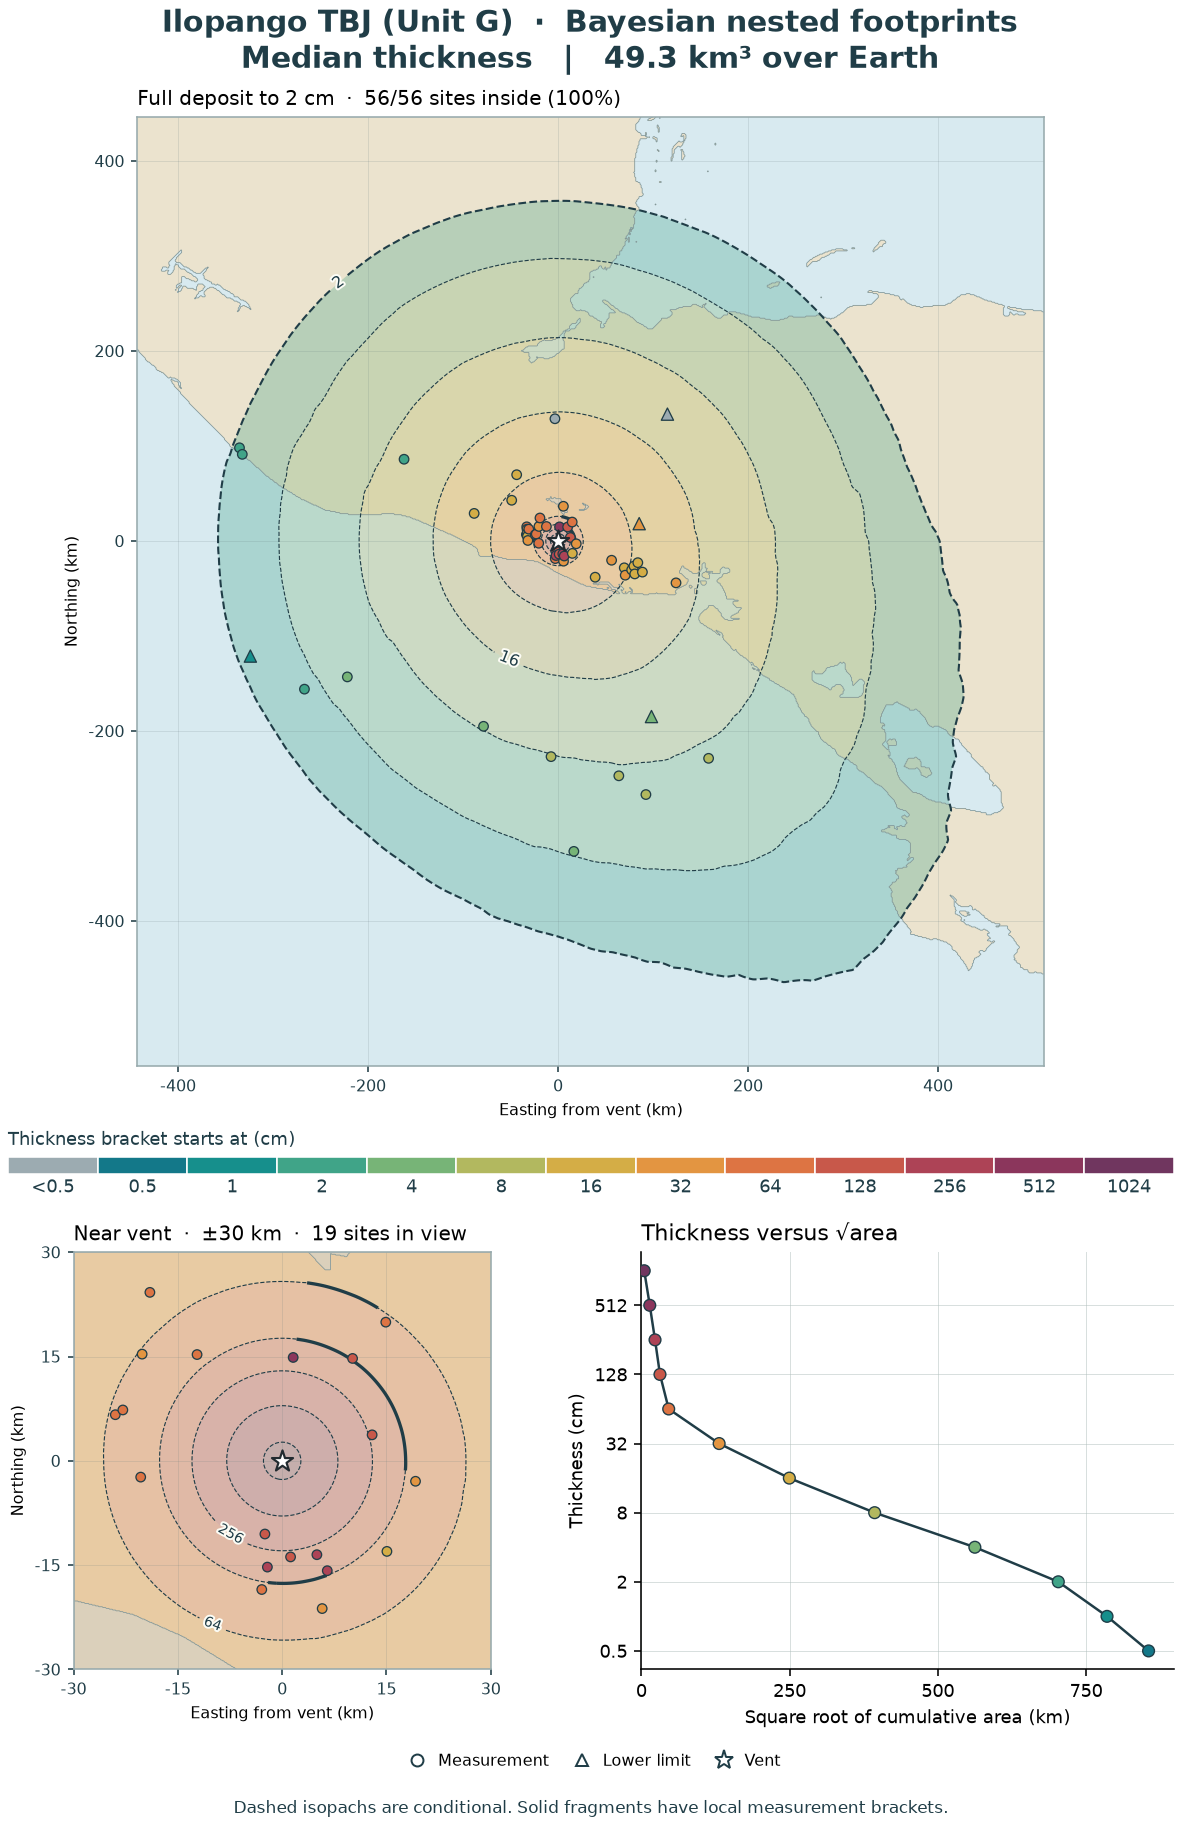 Ilopango TBJ (Unit G)  ·  Bayesian nested footprints
Median thickness  |  49.3 km³ over Earth
Full deposit to 2 cm  ·  56/56 sites inside (100%)
400
200
0
-200
-400
Northing (km)
2
16
-400
-200
0
200
400
Easting from vent (km)
Thickness bracket starts at (cm)
<0.5
0.5
1
2
4
8
16
32
64
128
256
512
1024
Near vent  ·  ±30 km  ·  19 sites in view
30
15
0
-15
-30
Northing (km)
256
64
-30
-15
0
15
30
Easting from vent (km)
Thickness versus √area
512
128
32
8
2
0.5
Thickness (cm)
0
250
500
750
Square root of cumulative area (km)
Measurement
Lower limit
Vent
Dashed isopachs are conditional. Solid fragments have local measurement brackets.